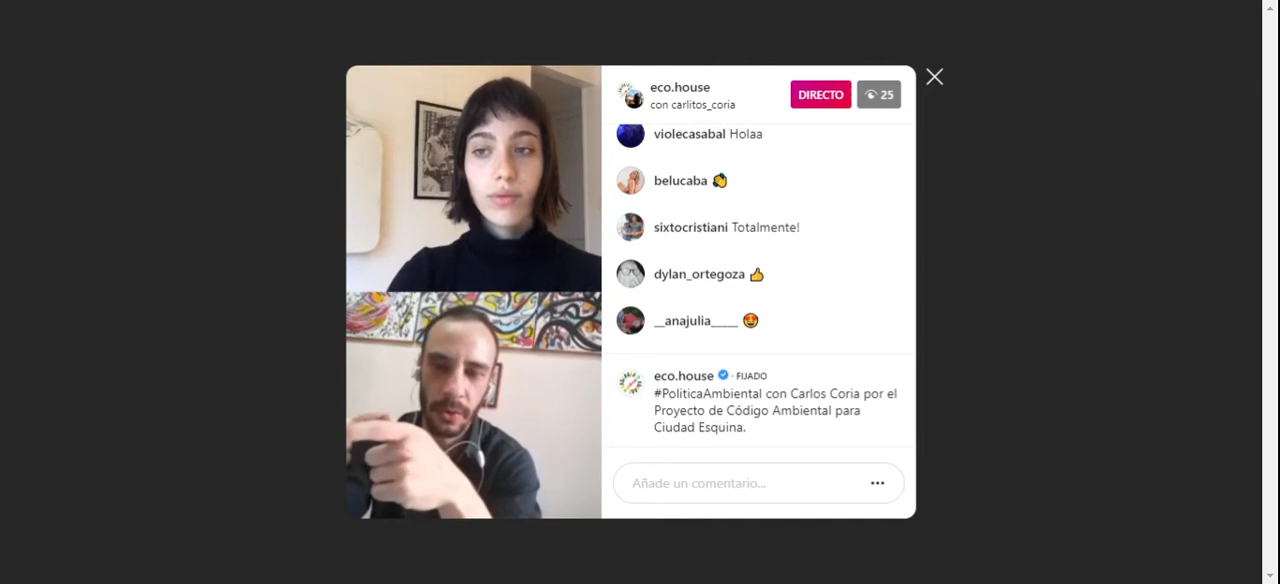 eco.house
con carlitos_coria
DIRECTO
25
violecasabal Holaa
belucaba 👏
sixtocristiani Totalmente!
dylan_ortegoza 👍
__anajulia_____ 😍
eco.house · FIJADO
#PoliticaAmbiental con Carlos Coria por el
Proyecto de Código Ambiental para
Ciudad Esquina.
Añade un comentario...